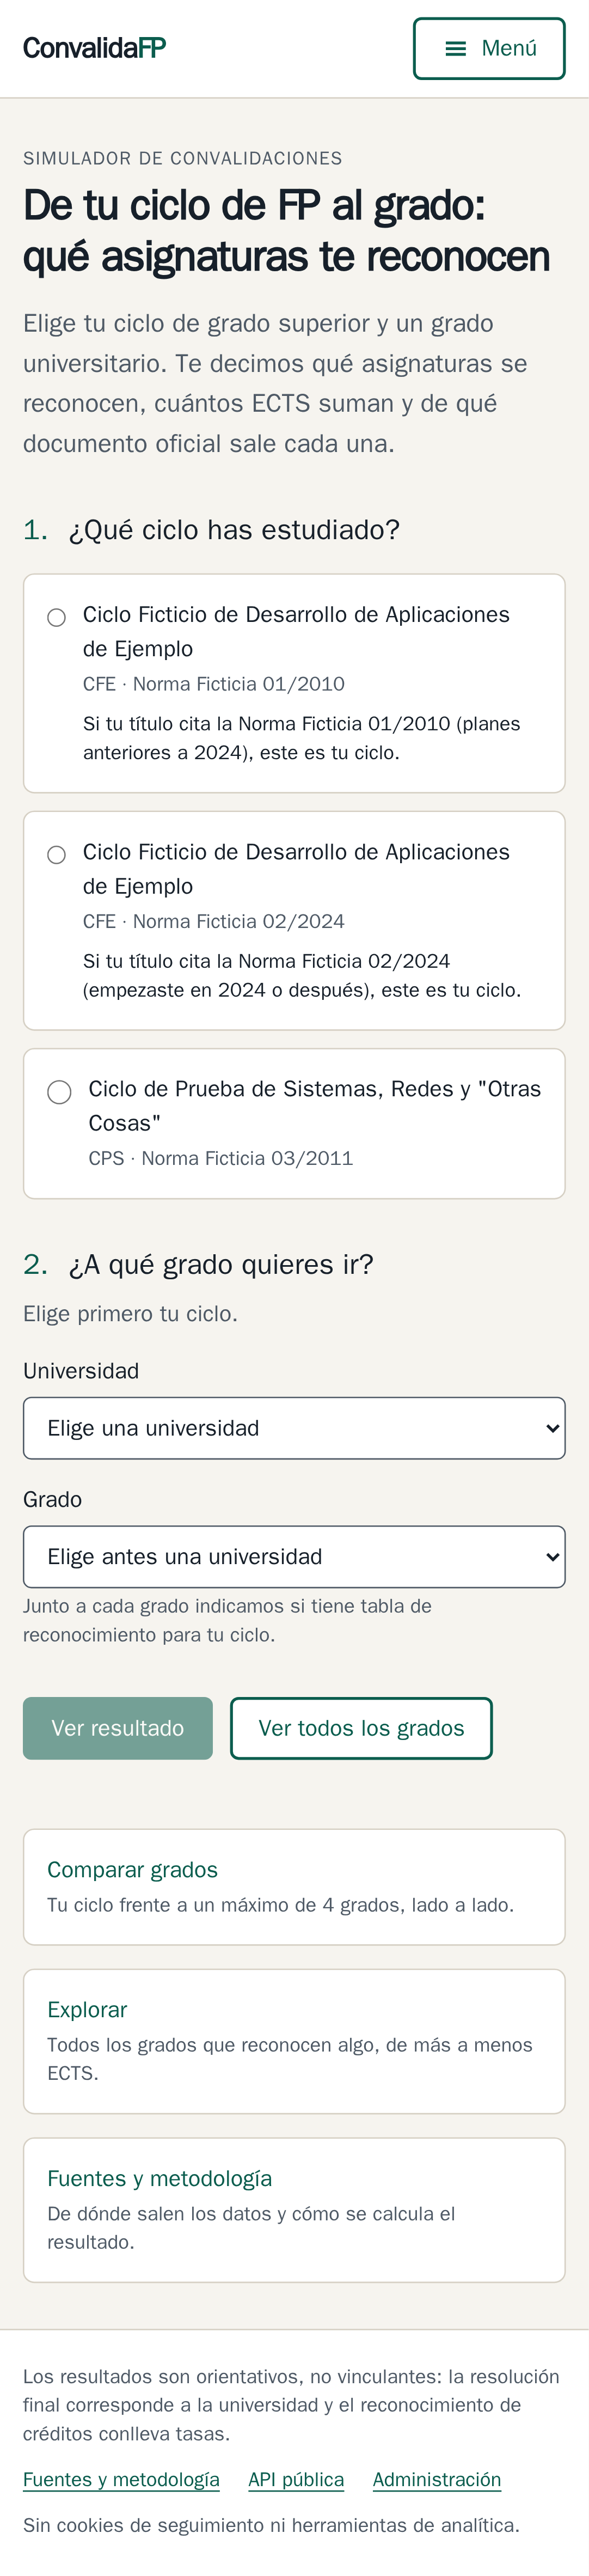 ConvalidaFP
Menú
SIMULADOR DE CONVALIDACIONES
De tu ciclo de FP al grado:
qué asignaturas te reconocen
Elige tu ciclo de grado superior y un grado
universitario. Te decimos qué asignaturas se
reconocen, cuántos ECTS suman y de qué
documento oficial sale cada una.
1. ¿Qué ciclo has estudiado?
Ciclo Ficticio de Desarrollo de Aplicaciones
de Ejemplo
CFE · Norma Ficticia 01/2010
Si tu título cita la Norma Ficticia 01/2010 (planes
anteriores a 2024), este es tu ciclo.
Ciclo Ficticio de Desarrollo de Aplicaciones
de Ejemplo
CFE · Norma Ficticia 02/2024
Si tu título cita la Norma Ficticia 02/2024
(empezaste en 2024 o después), este es tu ciclo.
Ciclo de Prueba de Sistemas, Redes y "Otras
Cosas"
CPS · Norma Ficticia 03/2011
2. ¿A qué grado quieres ir?
Elige primero tu ciclo.
Universidad
Elige una universidad
Grado
Elige antes una universidad
Junto a cada grado indicamos si tiene tabla de
reconocimiento para tu ciclo.
Ver resultado
Ver todos los grados
Comparar grados
Tu ciclo frente a un máximo de 4 grados, lado a lado.
Explorar
Todos los grados que reconocen algo, de más a menos
ECTS.
Fuentes y metodología
De dónde salen los datos y cómo se calcula el
resultado.
Los resultados son orientativos, no vinculantes: la resolución
final corresponde a la universidad y el reconocimiento de
créditos conlleva tasas.
Fuentes y metodología API pública Administración
Sin cookies de seguimiento ni herramientas de analítica.